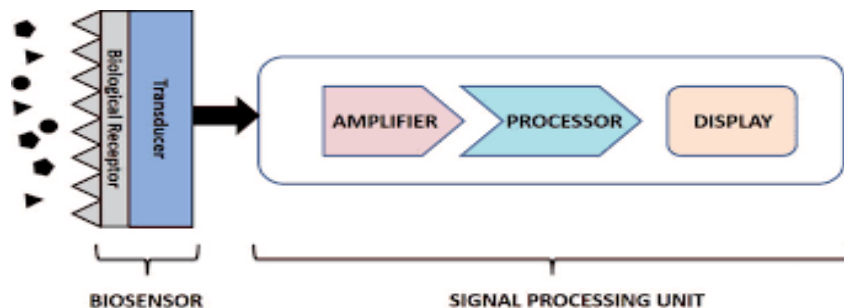 Biological Receptor
Transducer
AMPLIFIER
PROCESSOR
DISPLAY
BIOSENSOR
SIGNAL PROCESSING UNIT